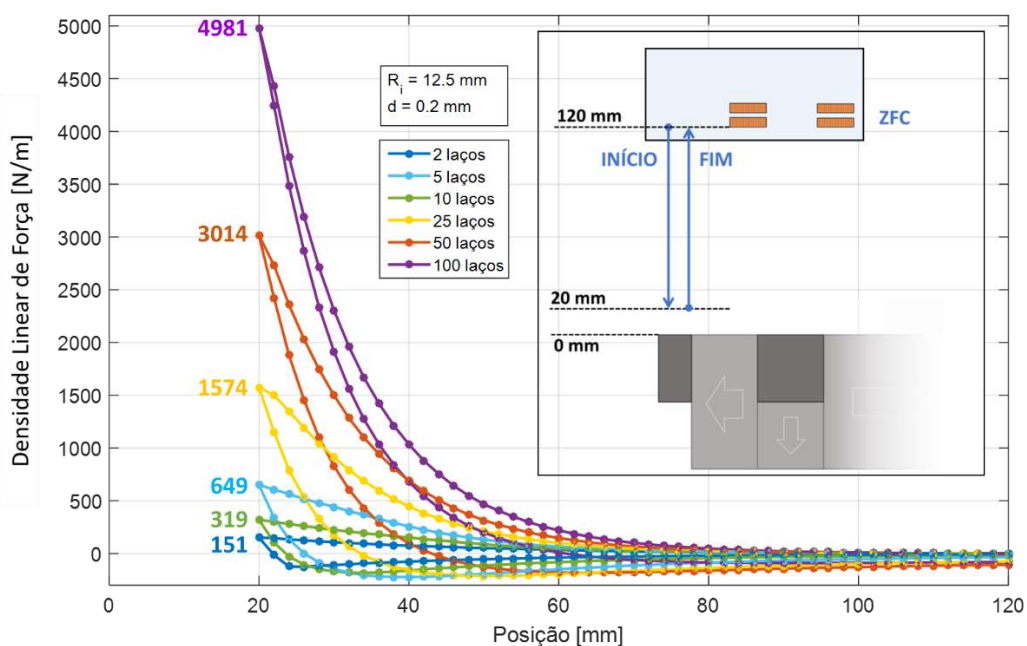 5000
4500
4000
3500
3000
2500
2000
1500
1000
500
0
Densidade Linear de Força [N/m]
4981
3014
1574
649
319
151
R_i = 12.5 mm
d = 0.2 mm
2 laços
5 laços
10 laços
25 laços
50 laços
100 laços
120 mm
ZFC
INÍCIO
FIM
20 mm
0 mm
0
20
40
60
80
100
120
Posição [mm]